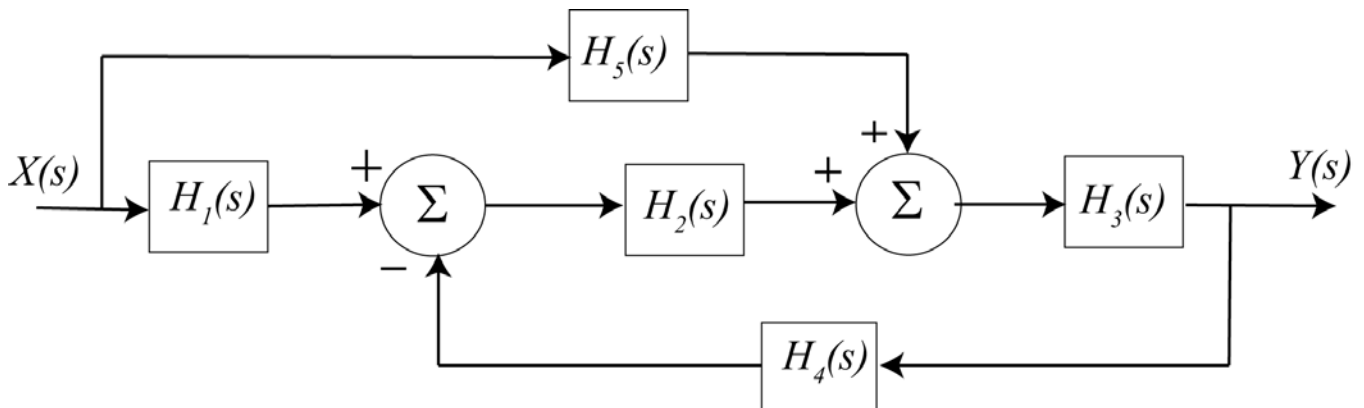 H₅(s)
X(s)
H₁(s)
+
Σ
−
H₂(s)
+
+
Σ
H₃(s)
Y(s)
H₄(s)